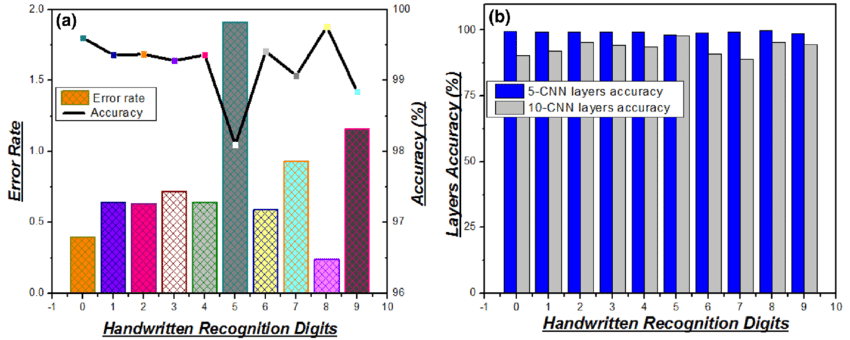 (a)
Error Rate
2.0
1.5
1.0
0.5
0.0
Error rate
Accuracy
100
99
98
97
96
Accuracy (%)
-1 0 1 2 3 4 5 6 7 8 9 10
Handwritten Recognition Digits
(b)
Layers Accuracy (%)
100
75
50
25
0
5-CNN layers accuracy
10-CNN layers accuracy
-1 0 1 2 3 4 5 6 7 8 9 10
Handwritten Recognition Digits